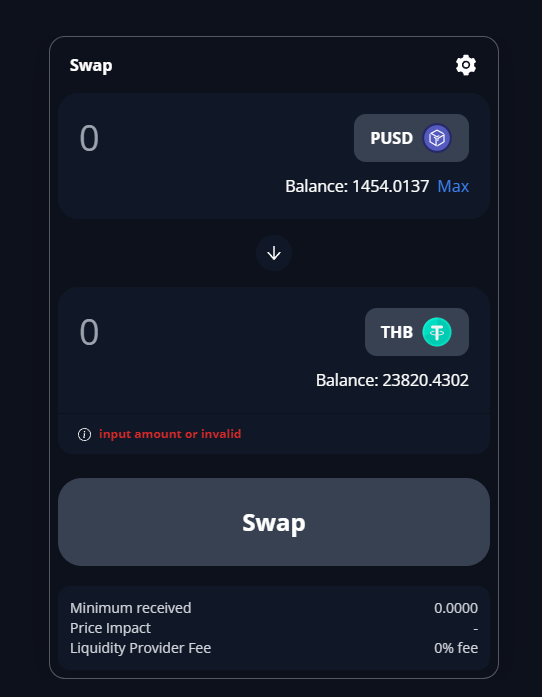 Swap
0
PUSD
Balance: 1454.0137 Max
0
THB
Balance: 23820.4302
input amount or invalid
Swap
Minimum received 0.0000
Price Impact -
Liquidity Provider Fee 0% fee